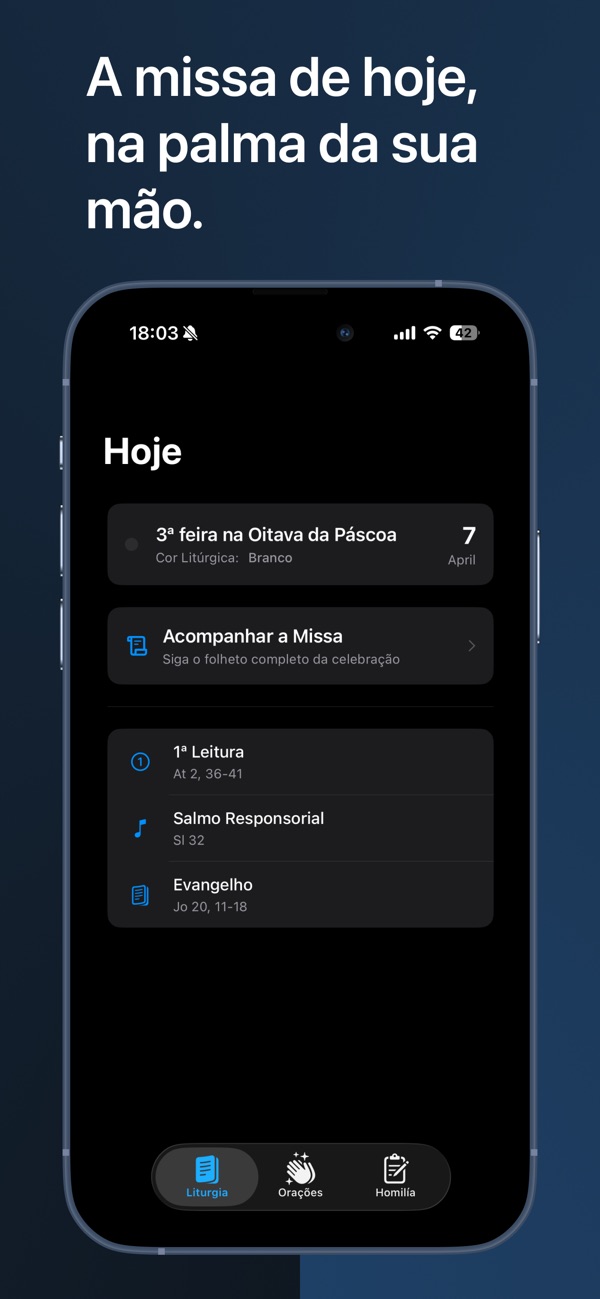 A missa de hoje,
na palma da sua
mão.
18:03
42
Hoje
3ª feira na Oitava da Páscoa
7
Cor Litúrgica: Branco
April
Acompanhar a Missa
Siga o folheto completo da celebração
1
1ª Leitura
At 2, 36-41
Salmo Responsorial
Sl 32
Evangelho
Jo 20, 11-18
Liturgia
Orações
Homilía